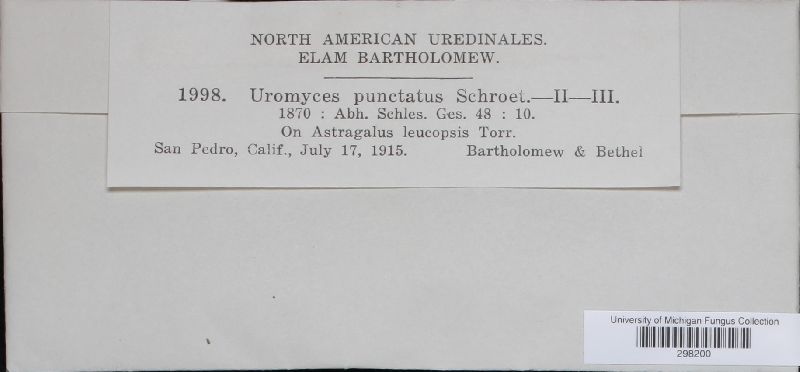 NORTH AMERICAN UREDINALES.
ELAM BARTHOLOMEW.
1998. Uromyces punctatus Schroet.—II—III.
1870 : Abh. Schles. Ges. 48 : 10.
On Astragalus leucopsis Torr.
San Pedro, Calif., July 17, 1915. Bartholomew & Bethel
University of Michigan Fungus Collection
298200